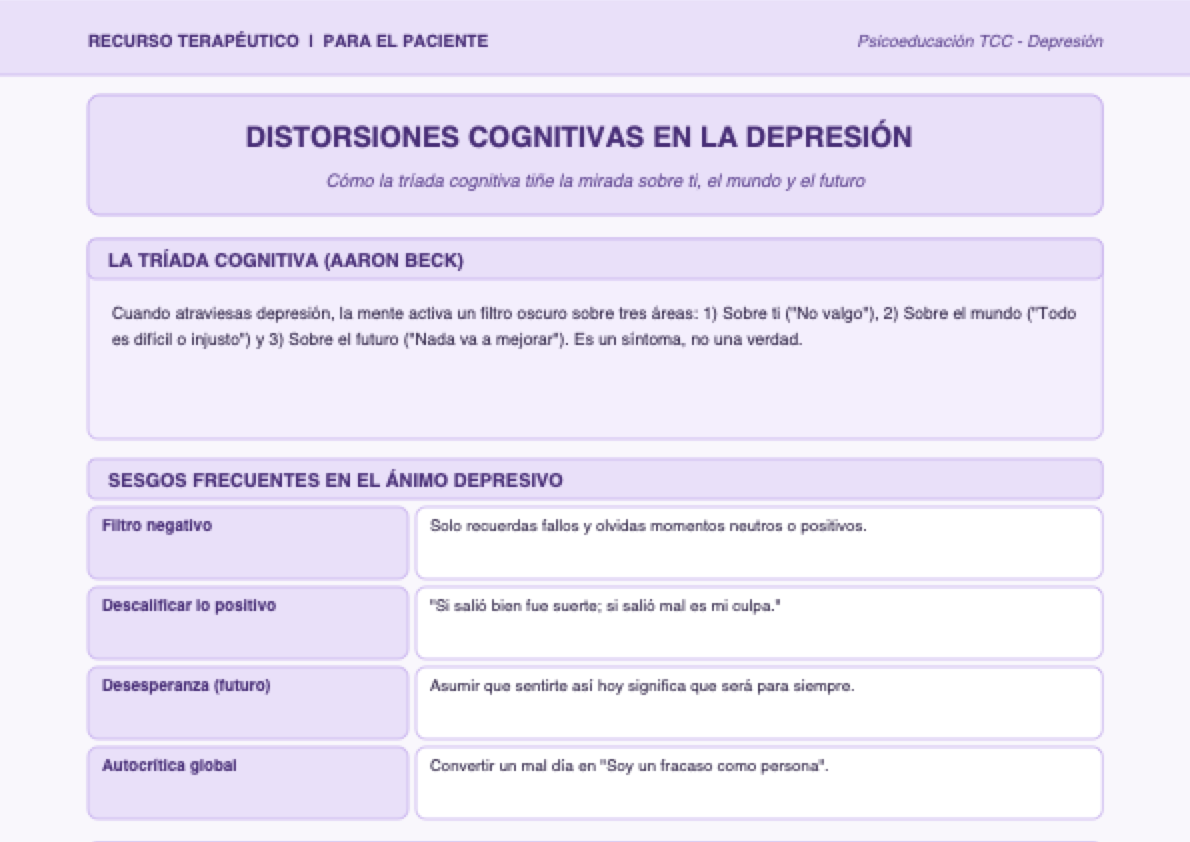 RECURSO TERAPÉUTICO | PARA EL PACIENTE
Psicoeducación TCC - Depresión
DISTORSIONES COGNITIVAS EN LA DEPRESIÓN
Cómo la tríada cognitiva tiñe la mirada sobre ti, el mundo y el futuro
LA TRÍADA COGNITIVA (AARON BECK)
Cuando atraviesas depresión, la mente activa un filtro oscuro sobre tres áreas: 1) Sobre ti ("No valgo"), 2) Sobre el mundo ("Todo
es difícil o injusto") y 3) Sobre el futuro ("Nada va a mejorar"). Es un síntoma, no una verdad.
SESGOS FRECUENTES EN EL ÁNIMO DEPRESIVO
Filtro negativo
Solo recuerdas fallos y olvidas momentos neutros o positivos.
Descalificar lo positivo
"Si salió bien fue suerte; si salió mal es mi culpa."
Desesperanza (futuro)
Asumir que sentirte así hoy significa que será para siempre.
Autocrítica global
Convertir un mal día en "Soy un fracaso como persona".